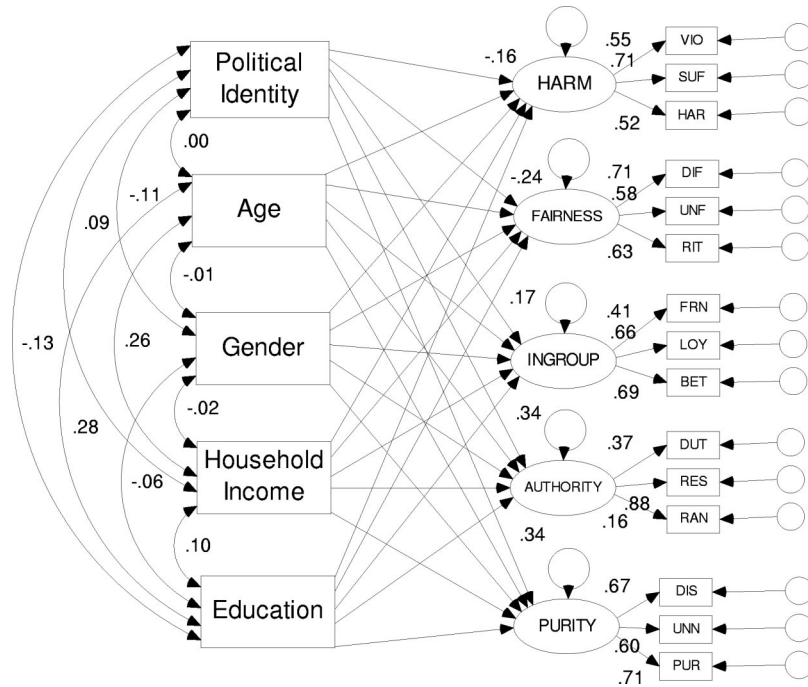 Political
Identity
Age
Gender
Household
Income
Education
.00
-.11
.09
-.01
-.13
.26
-.02
.28
-.06
.10
-.16
HARM
.55
.71
.52
VIO
SUF
HAR
-.24
FAIRNESS
.71
.58
.63
DIF
UNF
RIT
.17
INGROUP
.41
.66
.69
FRN
LOY
BET
.34
AUTHORITY
.37
.88
.16
DUT
RES
RAN
.34
PURITY
.67
.60
.71
DIS
UNN
PUR